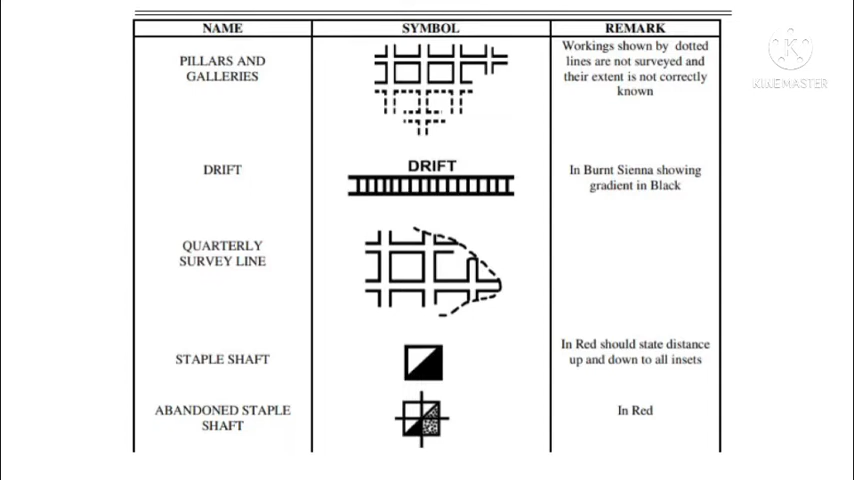 NAME
SYMBOL
REMARK
PILLARS AND
GALLERIES
Workings shown by dotted
lines are not surveyed and
their extent is not correctly
known
DRIFT
DRIFT
In Burnt Sienna showing
gradient in Black
QUARTERLY
SURVEY LINE
STAPLE SHAFT
In Red should state distance
up and down to all insets
ABANDONED STAPLE
SHAFT
In Red
K
KINEMASTER